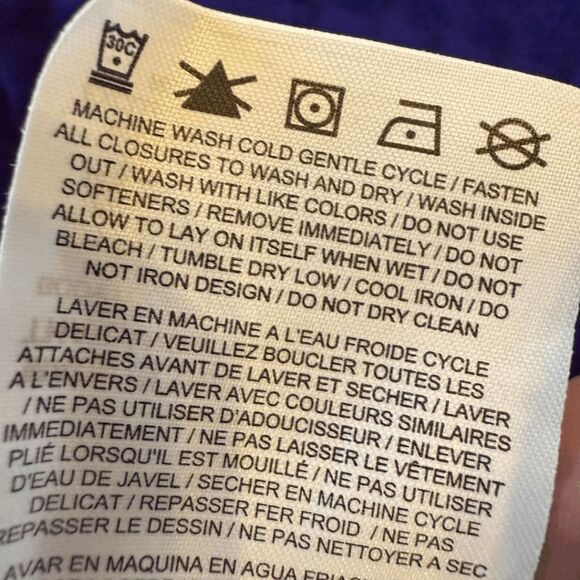 30C
MACHINE WASH COLD GENTLE CYCLE / FASTEN
ALL CLOSURES TO WASH AND DRY / WASH INSIDE
OUT / WASH WITH LIKE COLORS / DO NOT USE
SOFTENERS / REMOVE IMMEDIATELY / DO NOT
ALLOW TO LAY ON ITSELF WHEN WET / DO NOT
BLEACH / TUMBLE DRY LOW / COOL IRON / DO
NOT IRON DESIGN / DO NOT DRY CLEAN
LAVER EN MACHINE A L'EAU FROIDE CYCLE
DELICAT / VEUILLEZ BOUCLER TOUTES LES
ATTACHES AVANT DE LAVER ET SECHER / LAVER
A L'ENVERS / LAVER AVEC COULEURS SIMILAIRES
/ NE PAS UTILISER D'ADOUCISSEUR / ENLEVER
IMMEDIATEMENT / NE PAS LAISSER LE VÊTEMENT
PLIÉ LORSQU'IL EST MOUILLÉ / NE PAS UTILISER
D'EAU DE JAVEL / SECHER EN MACHINE CYCLE
DELICAT / REPASSER FER FROID / NE PAS
REPASSER LE DESSIN / NE PAS NETTOYER A SEC
AVAR EN MAQUINA EN AGUA